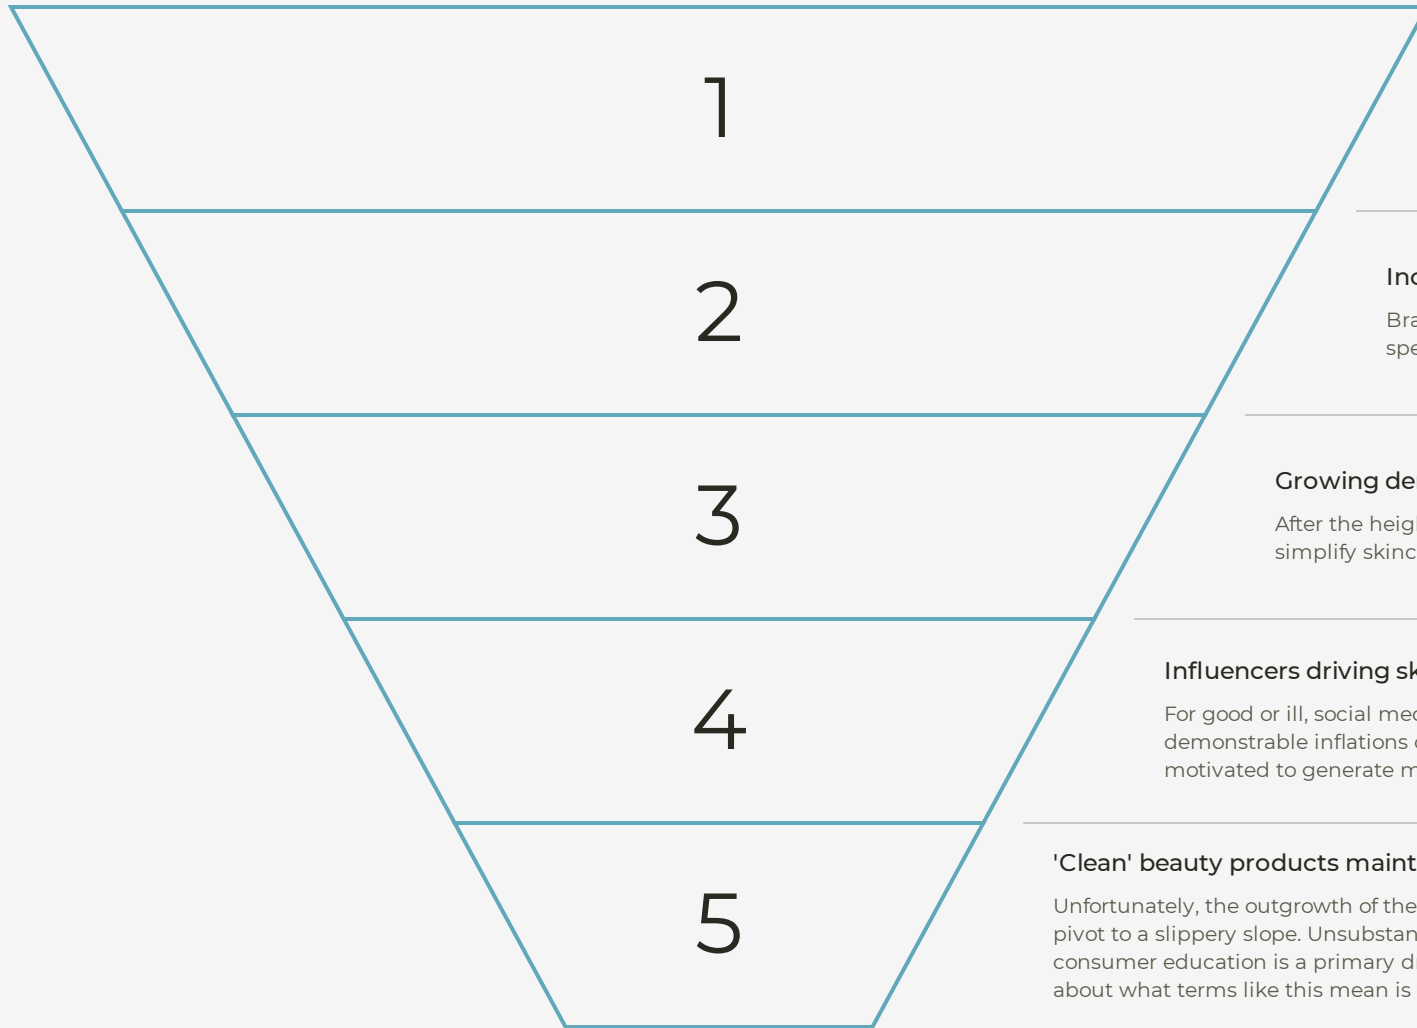 1
2
Inc
Bra
spe
3
Growing de
After the heig
simplify skinc
4
Influencers driving sk
For good or ill, social med
demonstrable inflations
motivated to generate m
5
'Clean' beauty products maint
Unfortunately, the outgrowth of the
pivot to a slippery slope. Unsubstan
consumer education is a primary d
about what terms like this mean is